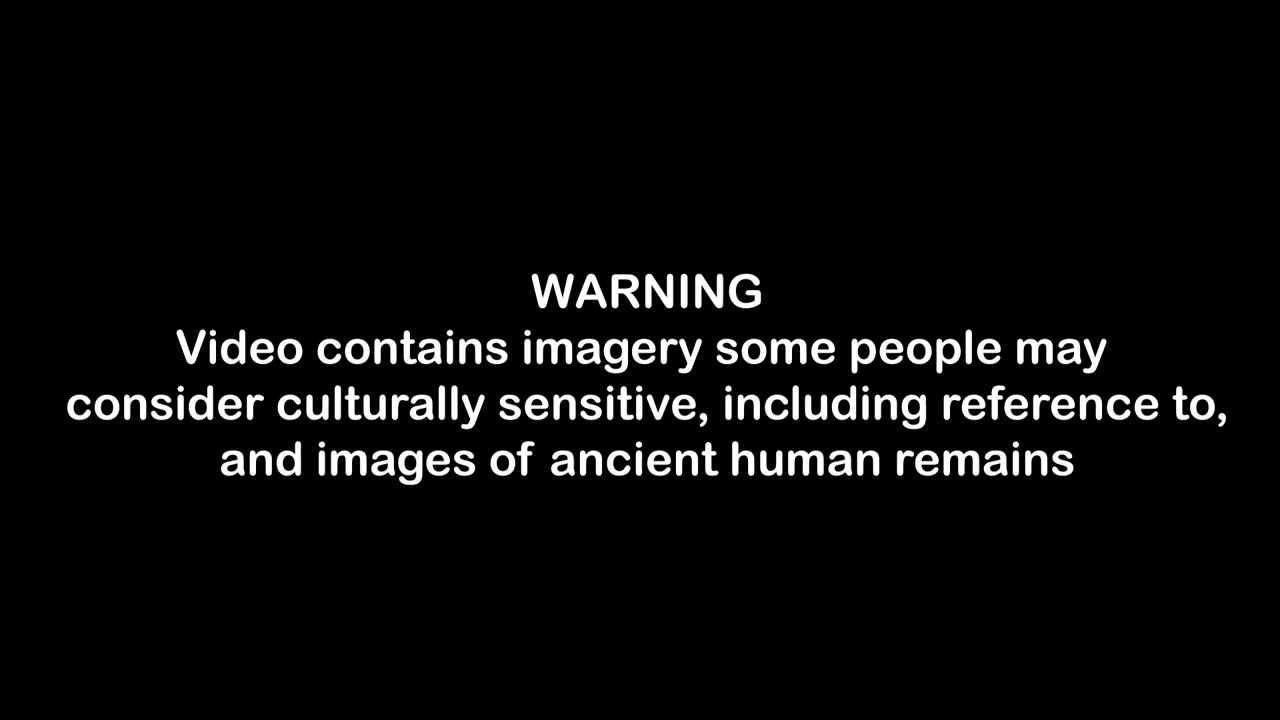 WARNING
Video contains imagery some people may
consider culturally sensitive, including reference to,
and images of ancient human remains